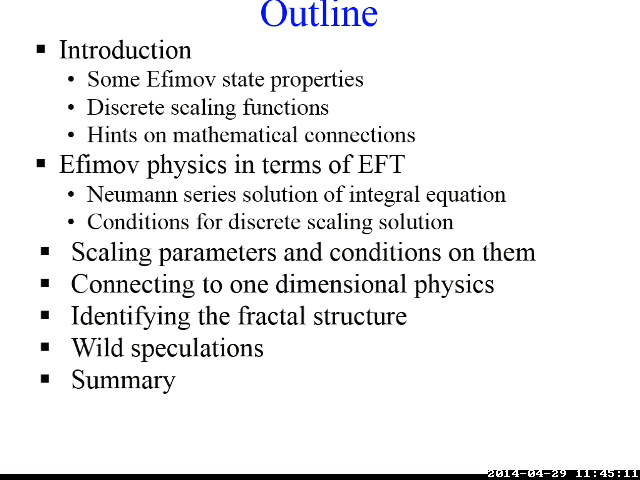 Outline
▪ Introduction
• Some Efimov state properties
• Discrete scaling functions
• Hints on mathematical connections
▪ Efimov physics in terms of EFT
• Neumann series solution of integral equation
• Conditions for discrete scaling solution
▪ Scaling parameters and conditions on them
▪ Connecting to one dimensional physics
▪ Identifying the fractal structure
▪ Wild speculations
▪ Summary
2014-04-29 11:45:11